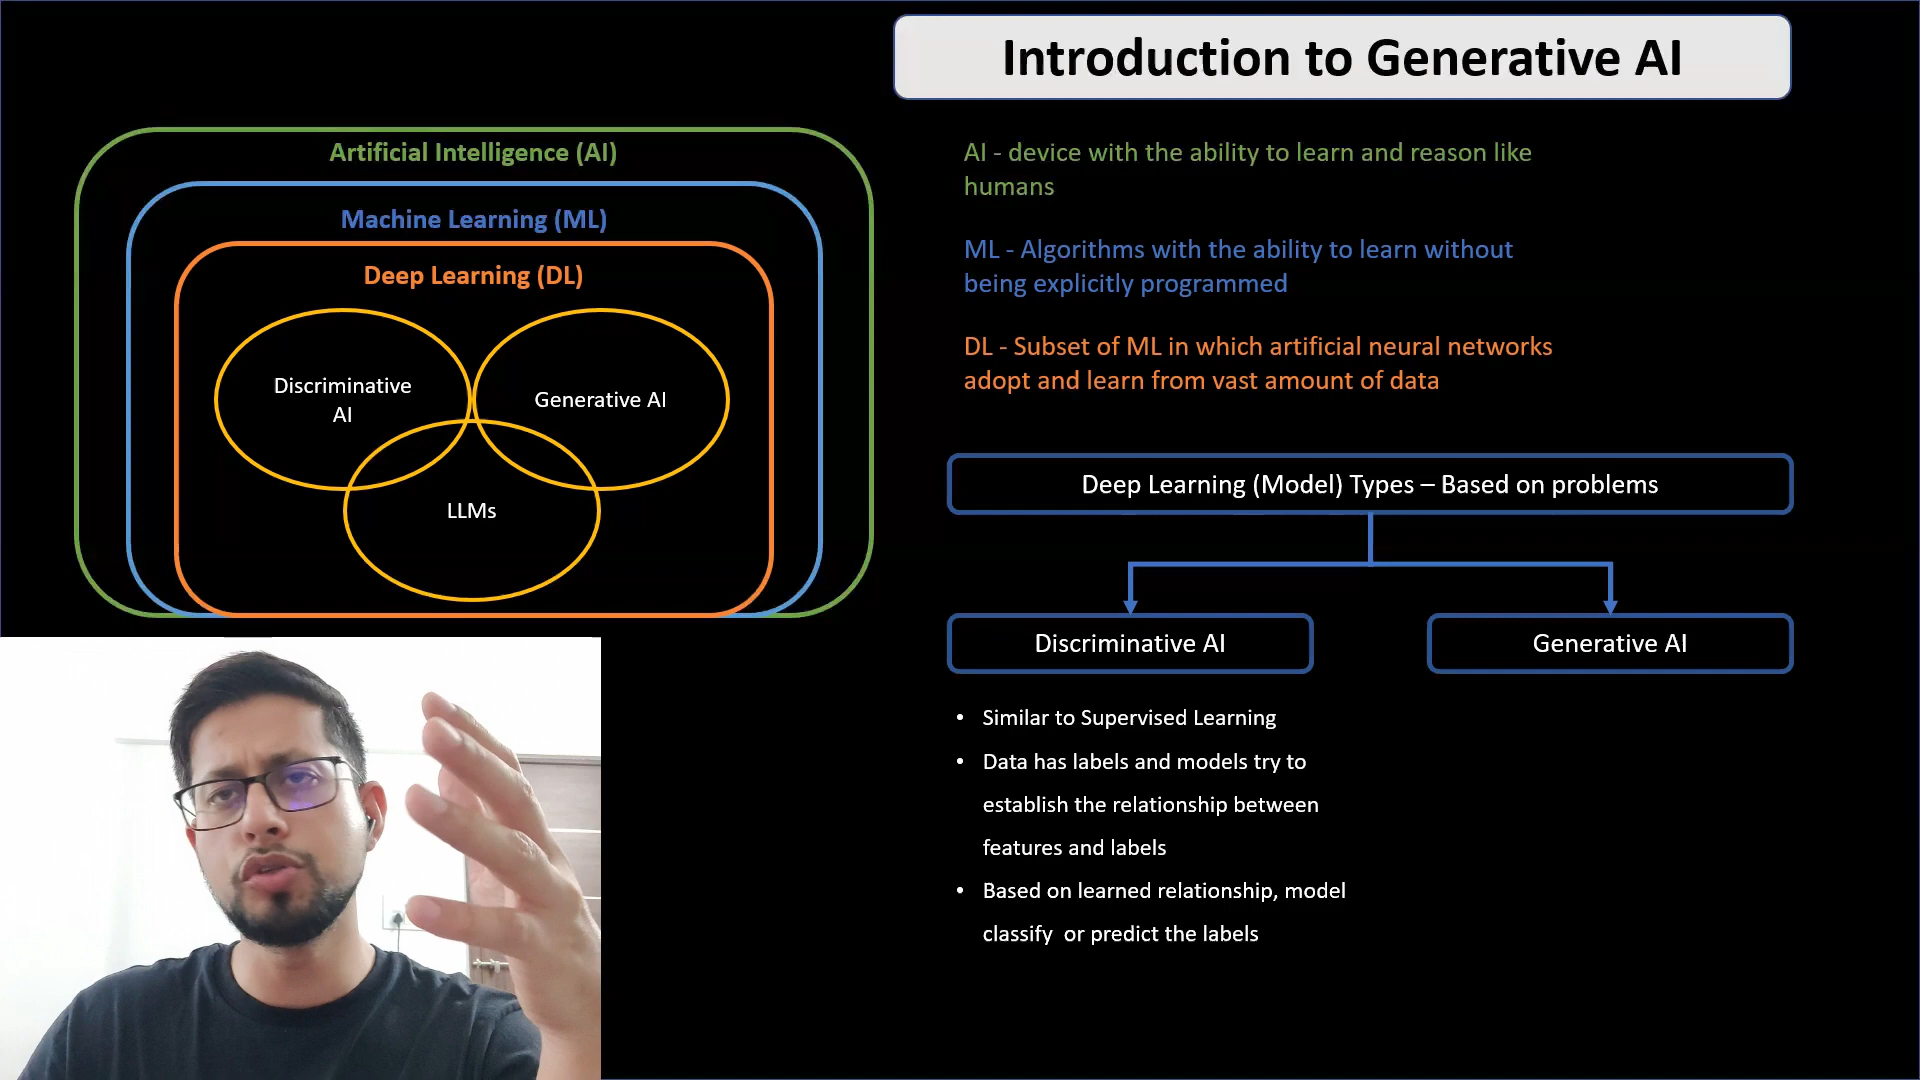 Introduction to Generative AI
Artificial Intelligence (AI)
Machine Learning (ML)
Deep Learning (DL)
Discriminative
AI
Generative AI
LLMs
AI - device with the ability to learn and reason like
humans
ML - Algorithms with the ability to learn without
being explicitly programmed
DL - Subset of ML in which artificial neural networks
adopt and learn from vast amount of data
Deep Learning (Model) Types – Based on problems
Discriminative AI
Generative AI
• Similar to Supervised Learning
• Data has labels and models try to
establish the relationship between
features and labels
• Based on learned relationship, model
classify  or predict the labels